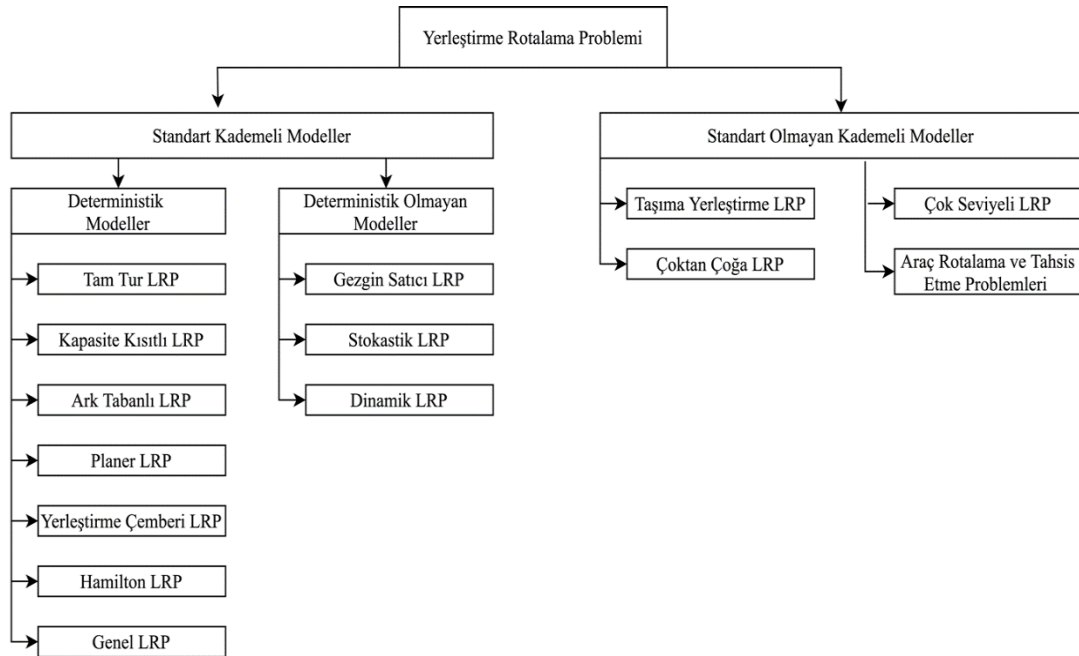 Yerleştirme Rotalama Problemi
Standart Kademeli Modeller
Standart Olmayan Kademeli Modeller
Deterministik
Modeller
Deterministik Olmayan
Modeller
Taşıma Yerleştirme LRP
Çok Seviyeli LRP
Tam Tur LRP
Gezgin Satıcı LRP
Çoktan Çoğa LRP
Araç Rotalama ve Tahsis
Etme Problemleri
Kapasite Kısıtlı LRP
Stokastik LRP
Ark Tabanlı LRP
Dinamik LRP
Planer LRP
Yerleştirme Çemberi LRP
Hamilton LRP
Genel LRP